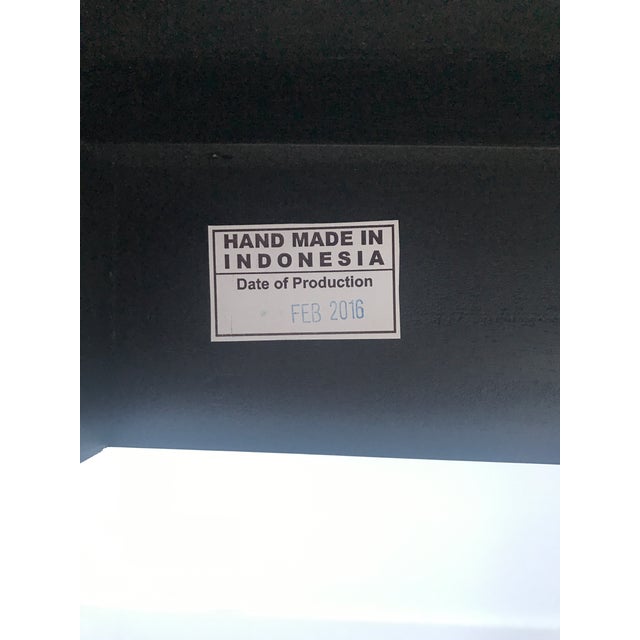 HAND MADE IN
INDONESIA
Date of Production
FEB 2016